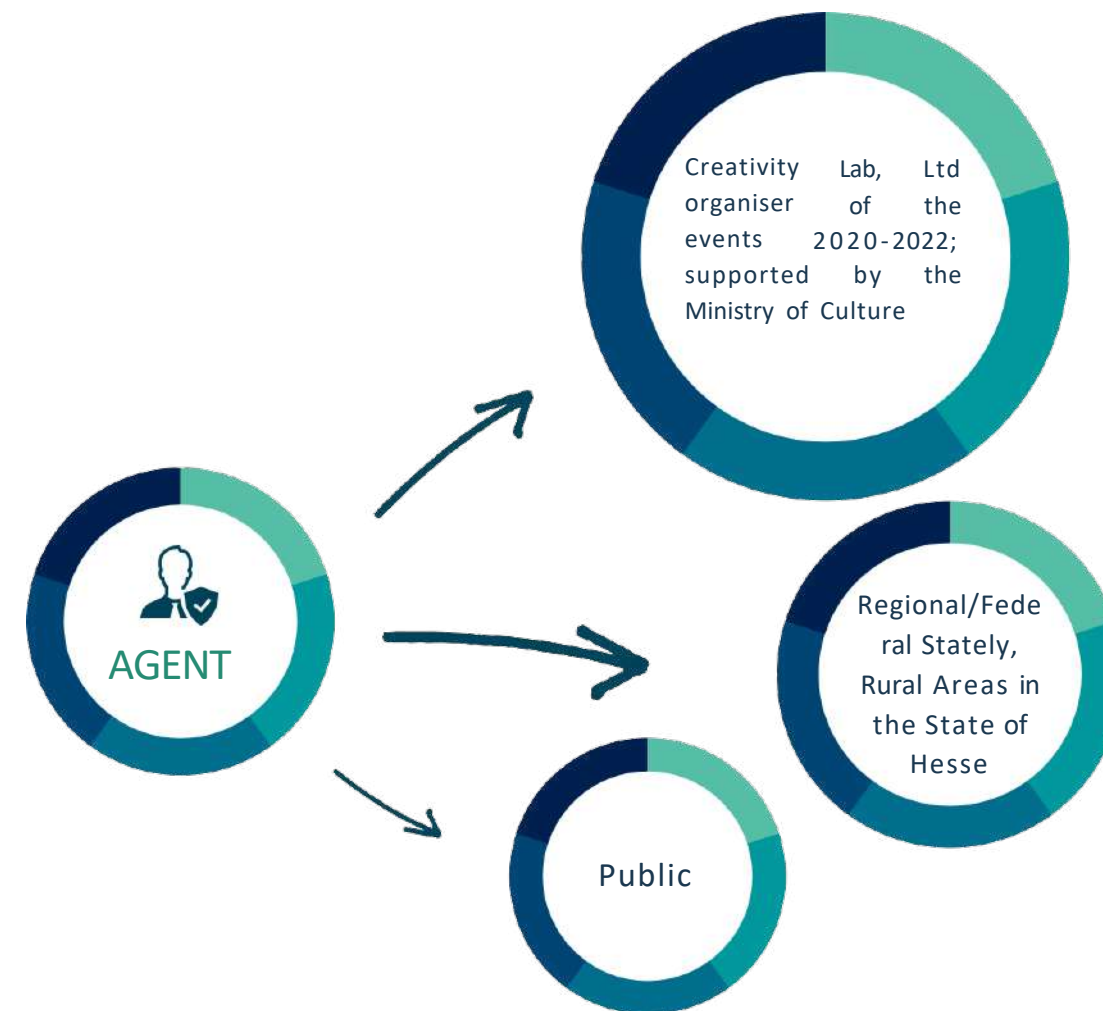 Creativity Lab, Ltd
organiser of the
events 2020-2022;
supported by the
Ministry of Culture
AGENT
Regional/Fede
ral Stately,
Rural Areas in
the State of
Hesse
Public